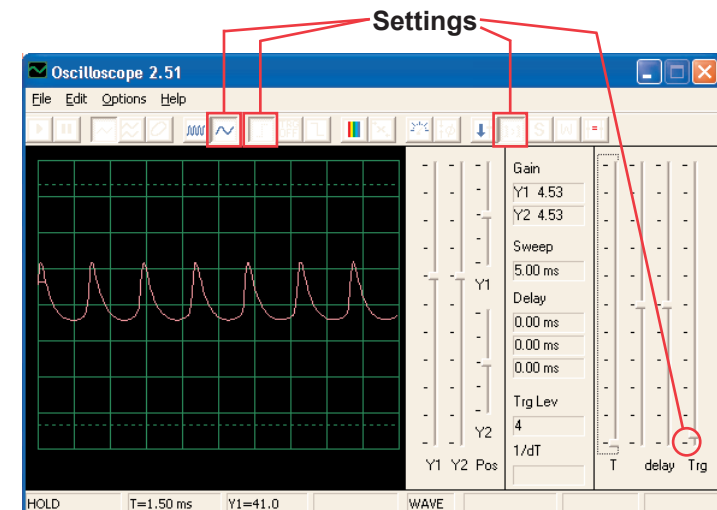 Settings
Oscilloscope 2.51
File Edit Options Help
Gain
Y1 4.53
Y2 4.53
Sweep
5.00 ms
Y1
Delay
0.00 ms
0.00 ms
0.00 ms
Trg Lev
4
Y2
1/dT
Y1 Y2 Pos
T delay Trg
HOLD T=1.50 ms Y1=41.0 WAVE